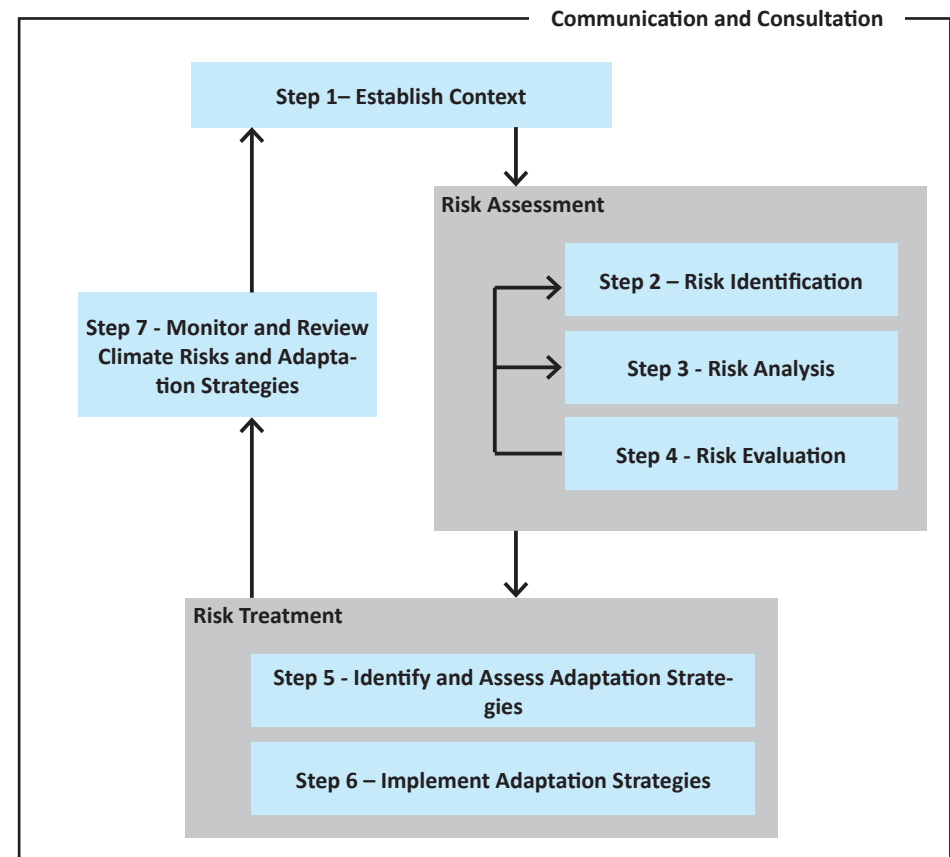 Communication and Consultation
Step 1– Establish Context
Risk Assessment
Step 2 – Risk Identification
Step 3 - Risk Analysis
Step 4 - Risk Evaluation
Step 7 - Monitor and Review
Climate Risks and Adapta-
tion Strategies
Risk Treatment
Step 5 - Identify and Assess Adaptation Strate-
gies
Step 6 – Implement Adaptation Strategies